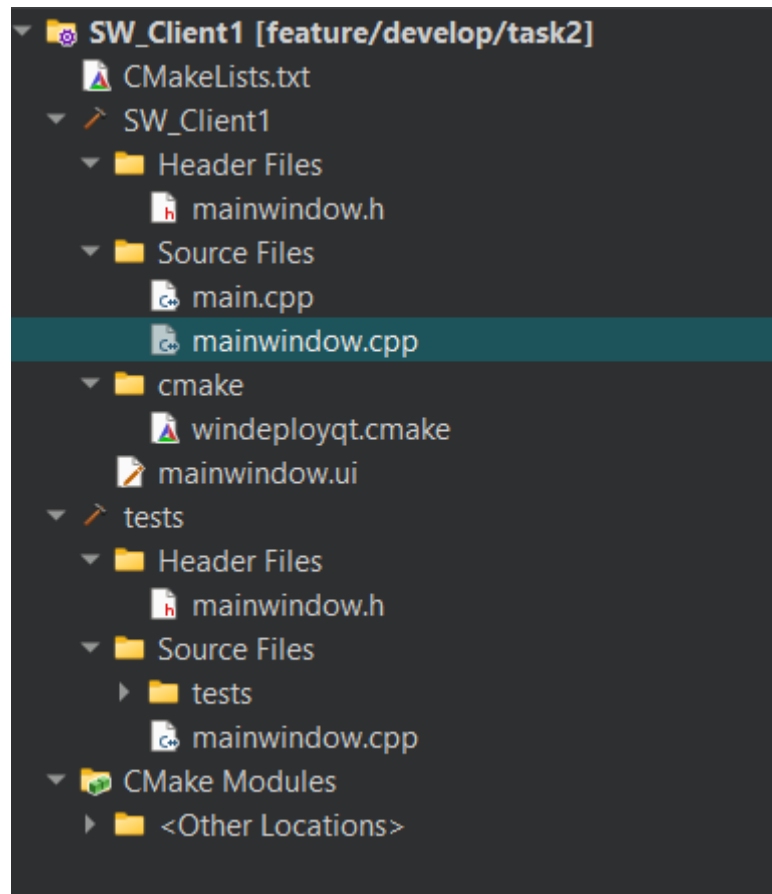 SW_Client1 [feature/develop/task2]
CMakeLists.txt
SW_Client1
Header Files
mainwindow.h
Source Files
main.cpp
mainwindow.cpp
cmake
windeployqt.cmake
mainwindow.ui
tests
Header Files
mainwindow.h
Source Files
tests
mainwindow.cpp
CMake Modules
<Other Locations>